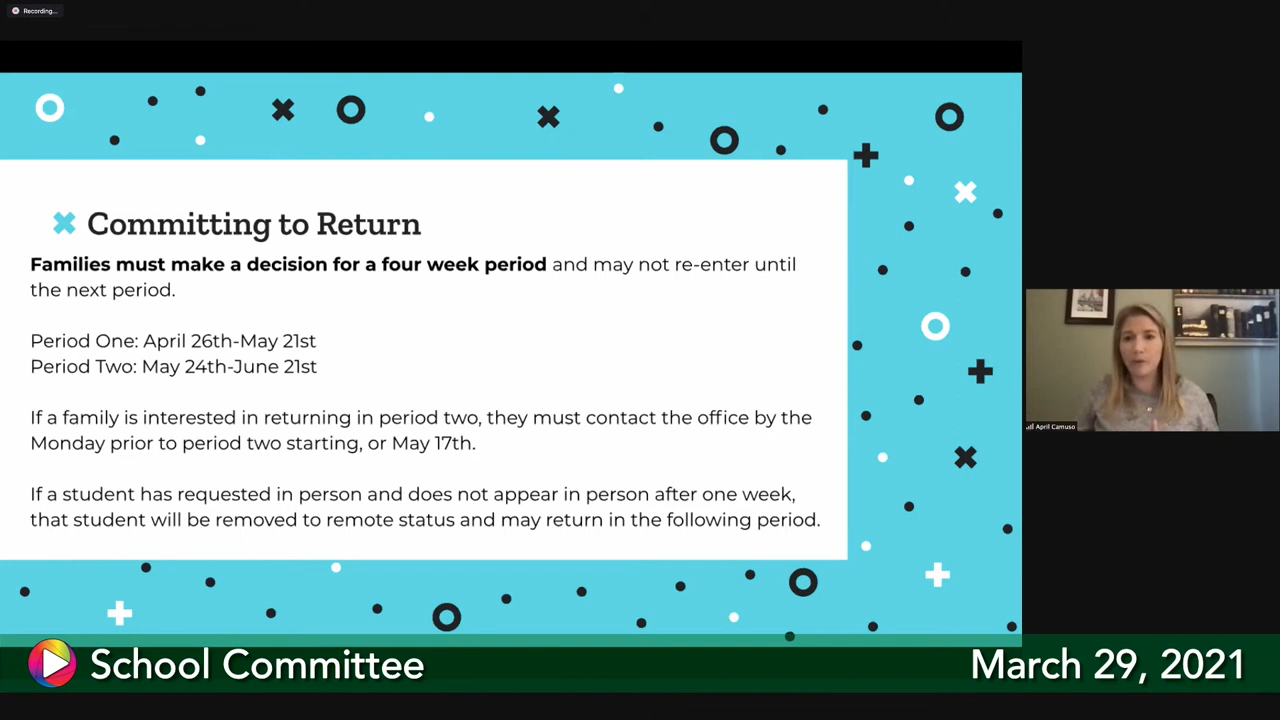 Recording...
Committing to Return
Families must make a decision for a four week period and may not re-enter until
the next period.
Period One: April 26th-May 21st
Period Two: May 24th-June 21st
If a family is interested in returning in period two, they must contact the office by the
Monday prior to period two starting, or May 17th.
If a student has requested in person and does not appear in person after one week,
that student will be removed to remote status and may return in the following period.
April Camuso
School Committee
March 29, 2021